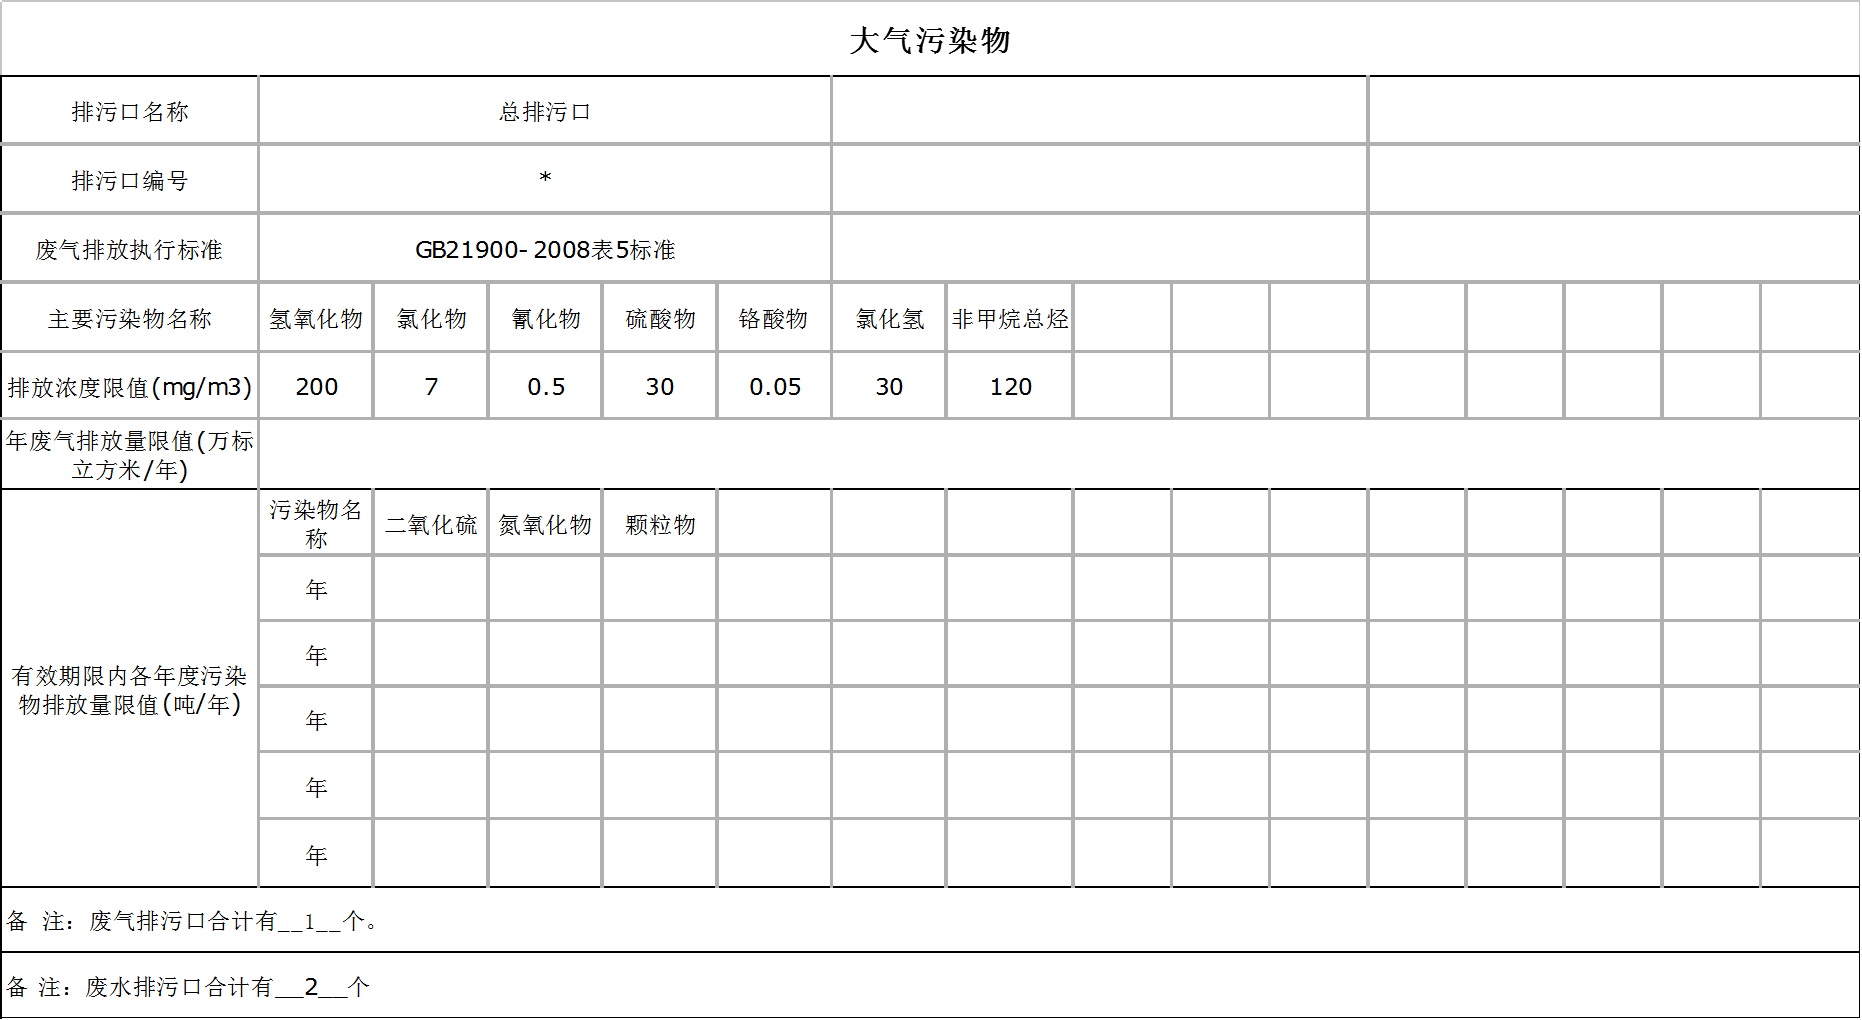 大气污染物
排污口名称 总排污口
排污口编号 *
废气排放执行标准 GB21900- 2008表5标准
主要污染物名称 氢氧化物 氯化物 氰化物 硫酸物 铬酸物 氯化氢 非甲烷总烃
排放浓度限值(mg/m3) 200 7 0.5 30 0.05 30 120
年废气排放量限值(万标
立方米/年)
污染物名
称
二氧化硫 氮氧化物 颗粒物
年
年
有效期限内各年度污染
物排放量限值(吨/年)
年
年
年
备 注：废气排污口合计有__1__个。
备 注：废水排污口合计有__2__个